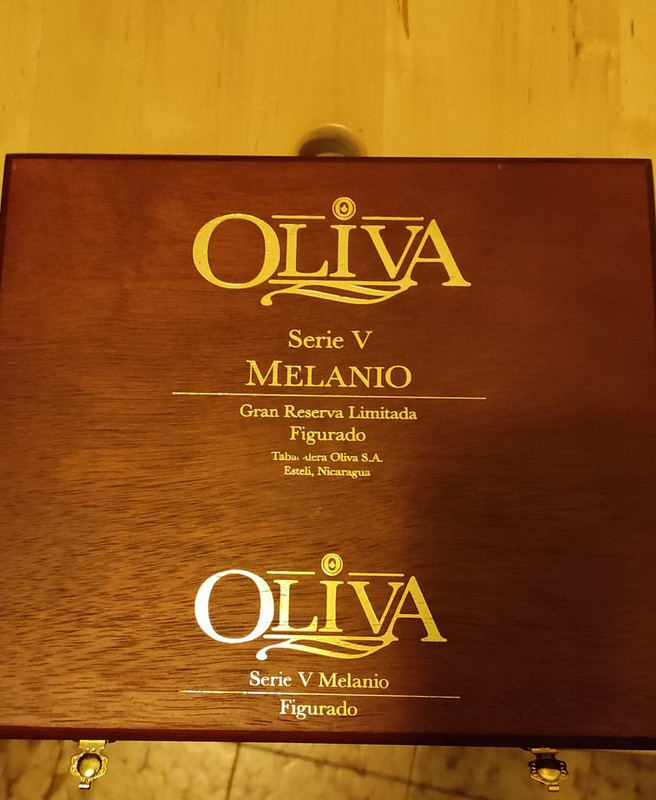 OLIVA
Serie V
MELANIO
Gran Reserva Limitada
Figurado
Oliva S.A.
Esteli, Nicaragua
OLIVA
Serie V Melanio
Figurado